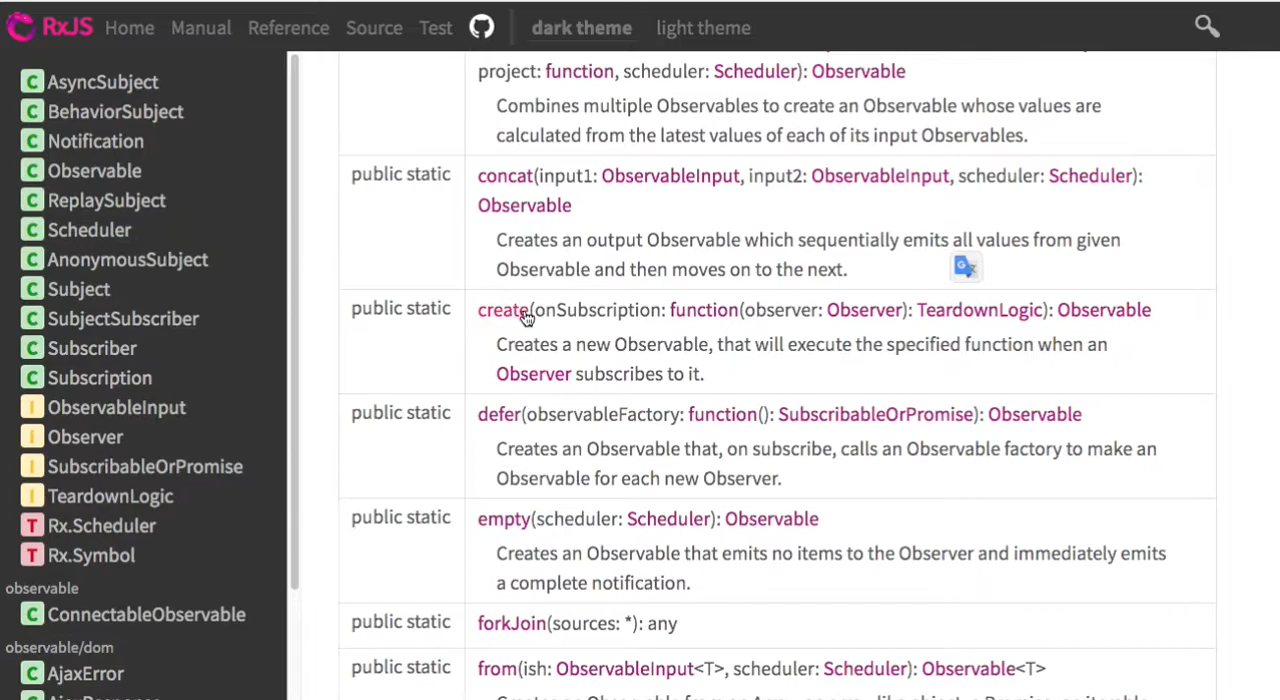 RxJS Home Manual Reference Source Test dark theme light theme
AsyncSubject
BehaviorSubject
Notification
Observable
ReplaySubject
Scheduler
AnonymousSubject
Subject
SubjectSubscriber
Subscriber
Subscription
ObservableInput
Observer
SubscribableOrPromise
TeardownLogic
Rx.Scheduler
Rx.Symbol
observable
ConnectableObservable
observable/dom
AjaxError
project: function, scheduler: Scheduler): Observable
Combines multiple Observables to create an Observable whose values are
calculated from the latest values of each of its input Observables.
public static concat(input1: ObservableInput, input2: ObservableInput, scheduler: Scheduler):
Observable
Creates an output Observable which sequentially emits all values from given
Observable and then moves on to the next.
public static create(onSubscription: function(observer: Observer): TeardownLogic): Observable
Creates a new Observable, that will execute the specified function when an
Observer subscribes to it.
public static defer(observableFactory: function(): SubscribableOrPromise): Observable
Creates an Observable that, on subscribe, calls an Observable factory to make an
Observable for each new Observer.
public static empty(scheduler: Scheduler): Observable
Creates an Observable that emits no items to the Observer and immediately emits
a complete notification.
public static forkJoin(sources: *): any
public static from(ish: ObservableInput<T>, scheduler: Scheduler): Observable<T>